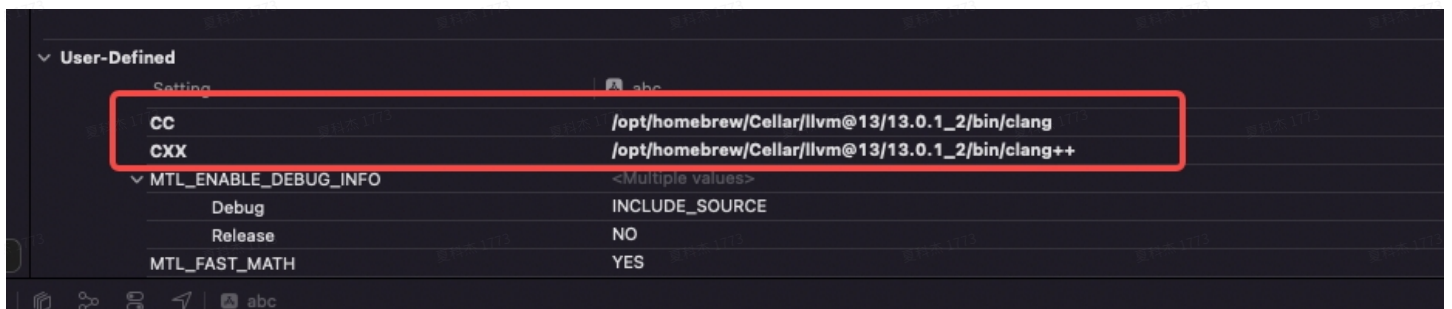 User-Defined
Setting abc
CC /opt/homebrew/Cellar/llvm@13/13.0.1_2/bin/clang
CXX /opt/homebrew/Cellar/llvm@13/13.0.1_2/bin/clang++
MTL_ENABLE_DEBUG_INFO <Multiple values>
Debug INCLUDE_SOURCE
Release NO
MTL_FAST_MATH YES
abc